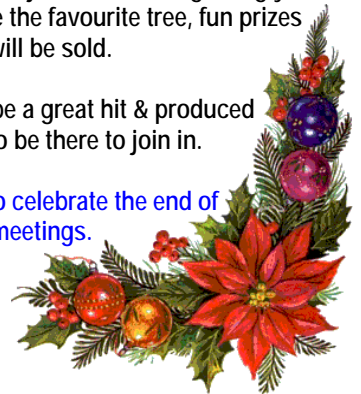 e the favourite tree, fun prizes
will be sold.
be a great hit & produced
o be there to join in.
o celebrate the end of
meetings.